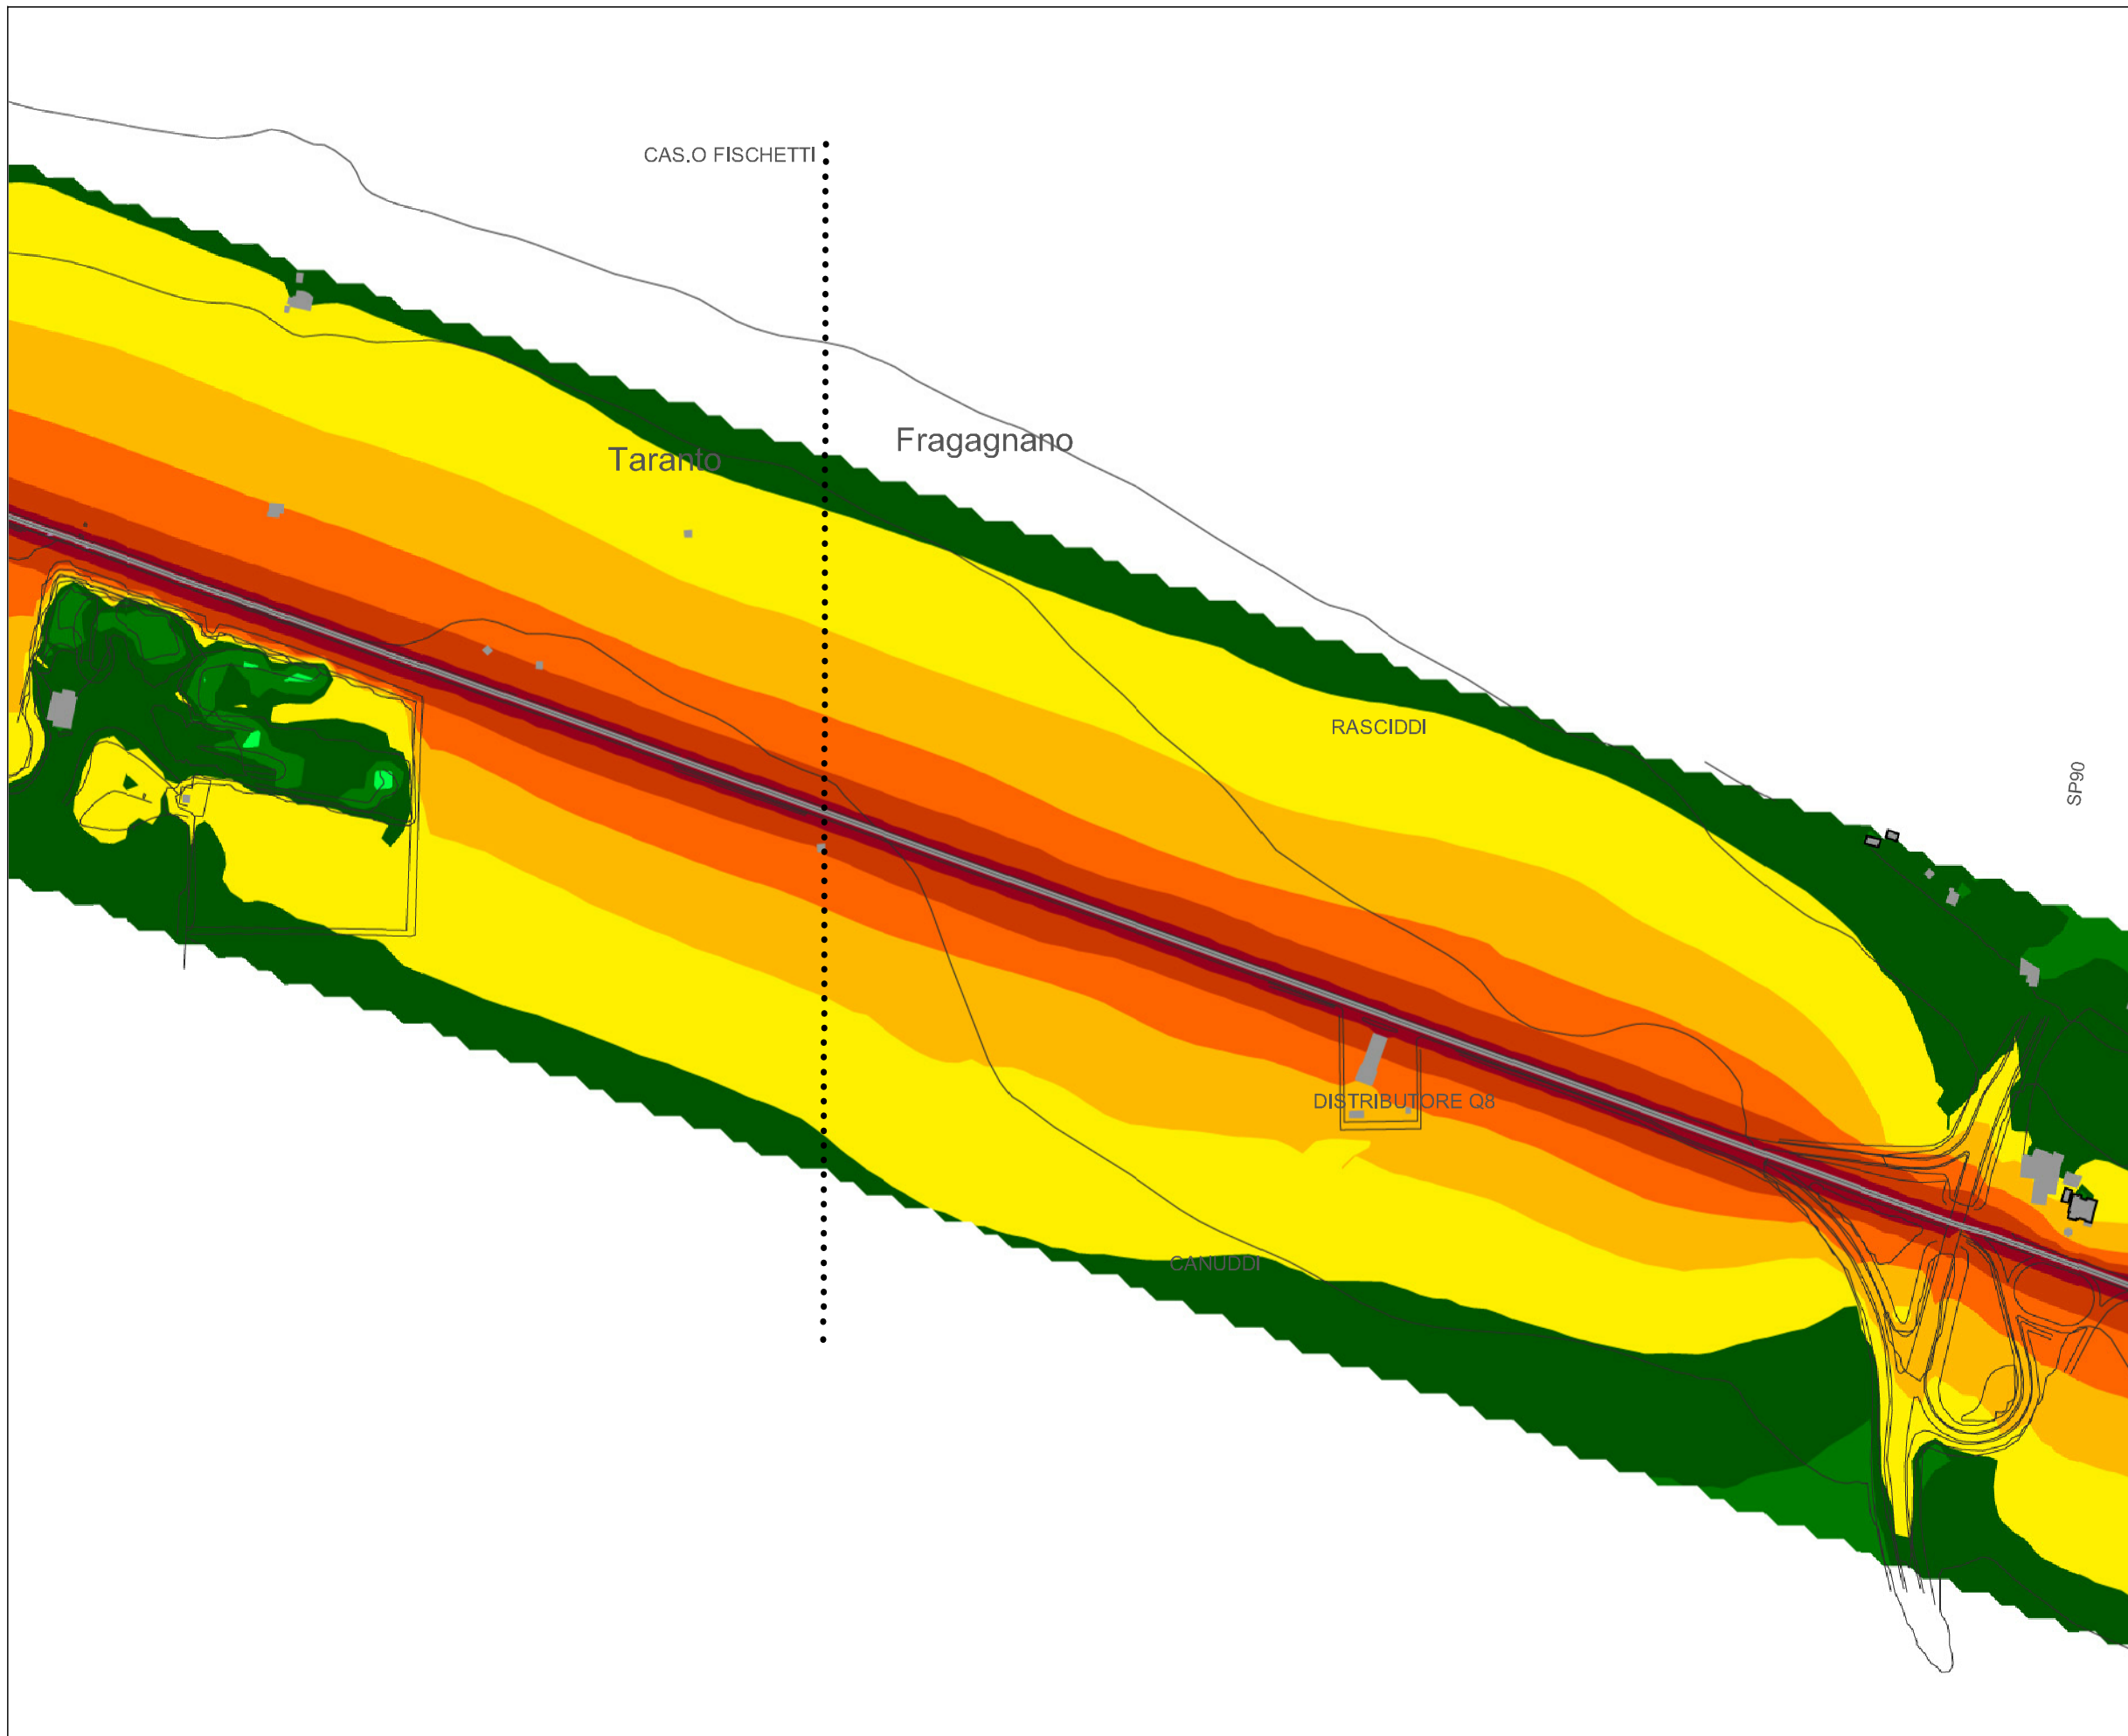 CAS.O FISCHETTI
Fragagnano
Taranto
RASCIDDI
SP90
DISTRIBUTORE Q8
CANUDDI